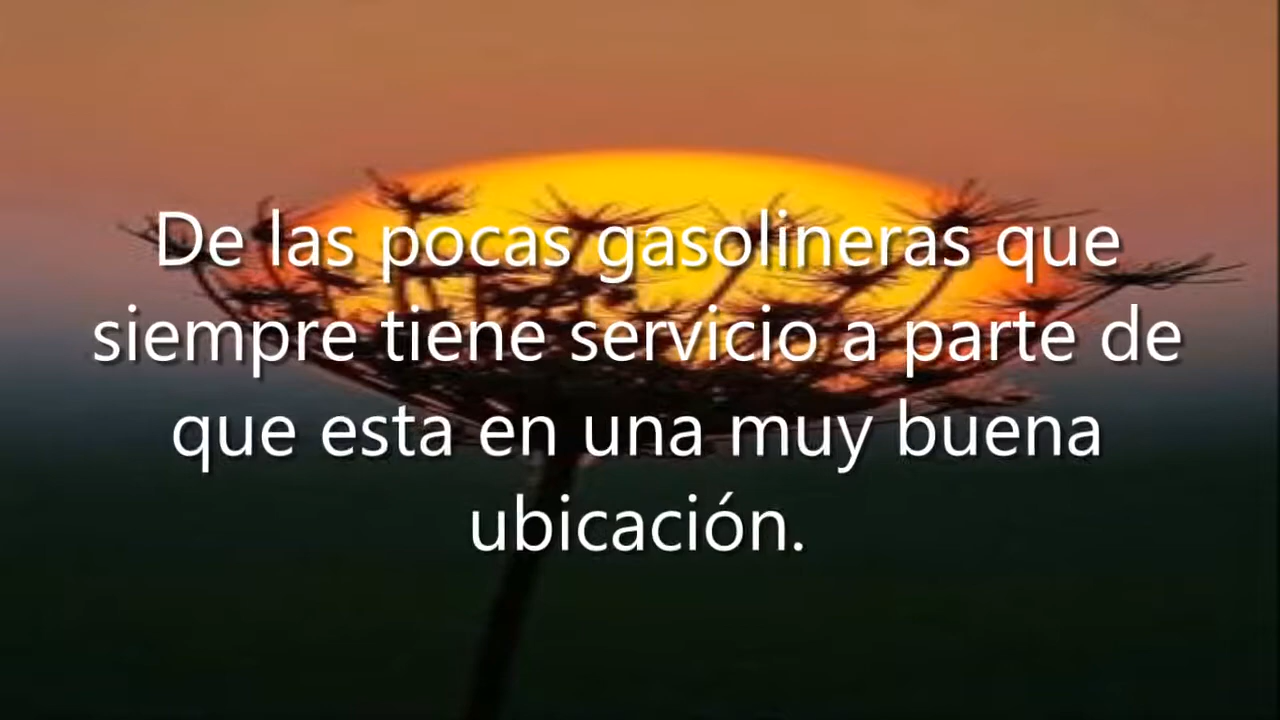 De las pocas gasolineras que
siempre tiene servicio a parte de
que esta en una muy buena
ubicación.